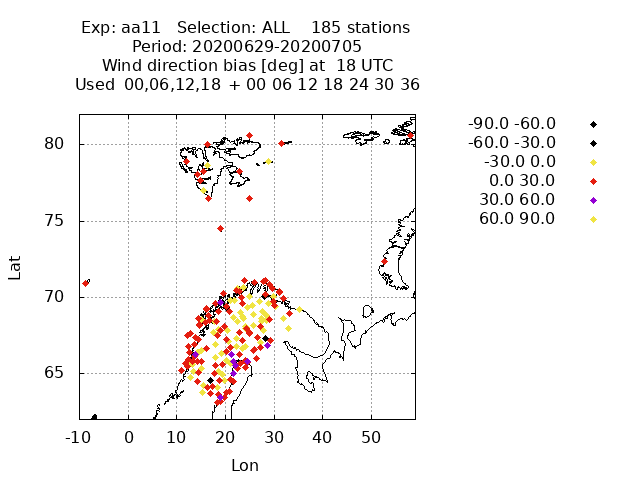 Exp: aa11   Selection: ALL    185 stations
Period: 20200629-20200705
Wind direction bias [deg] at  18 UTC
Used  00,06,12,18  + 00 06 12 18 24 30 36
-90.0 -60.0
-60.0 -30.0
-30.0 0.0
0.0 30.0
30.0 60.0
60.0 90.0
80
75
70
65
Lat
-10 0 10 20 30 40 50
Lon